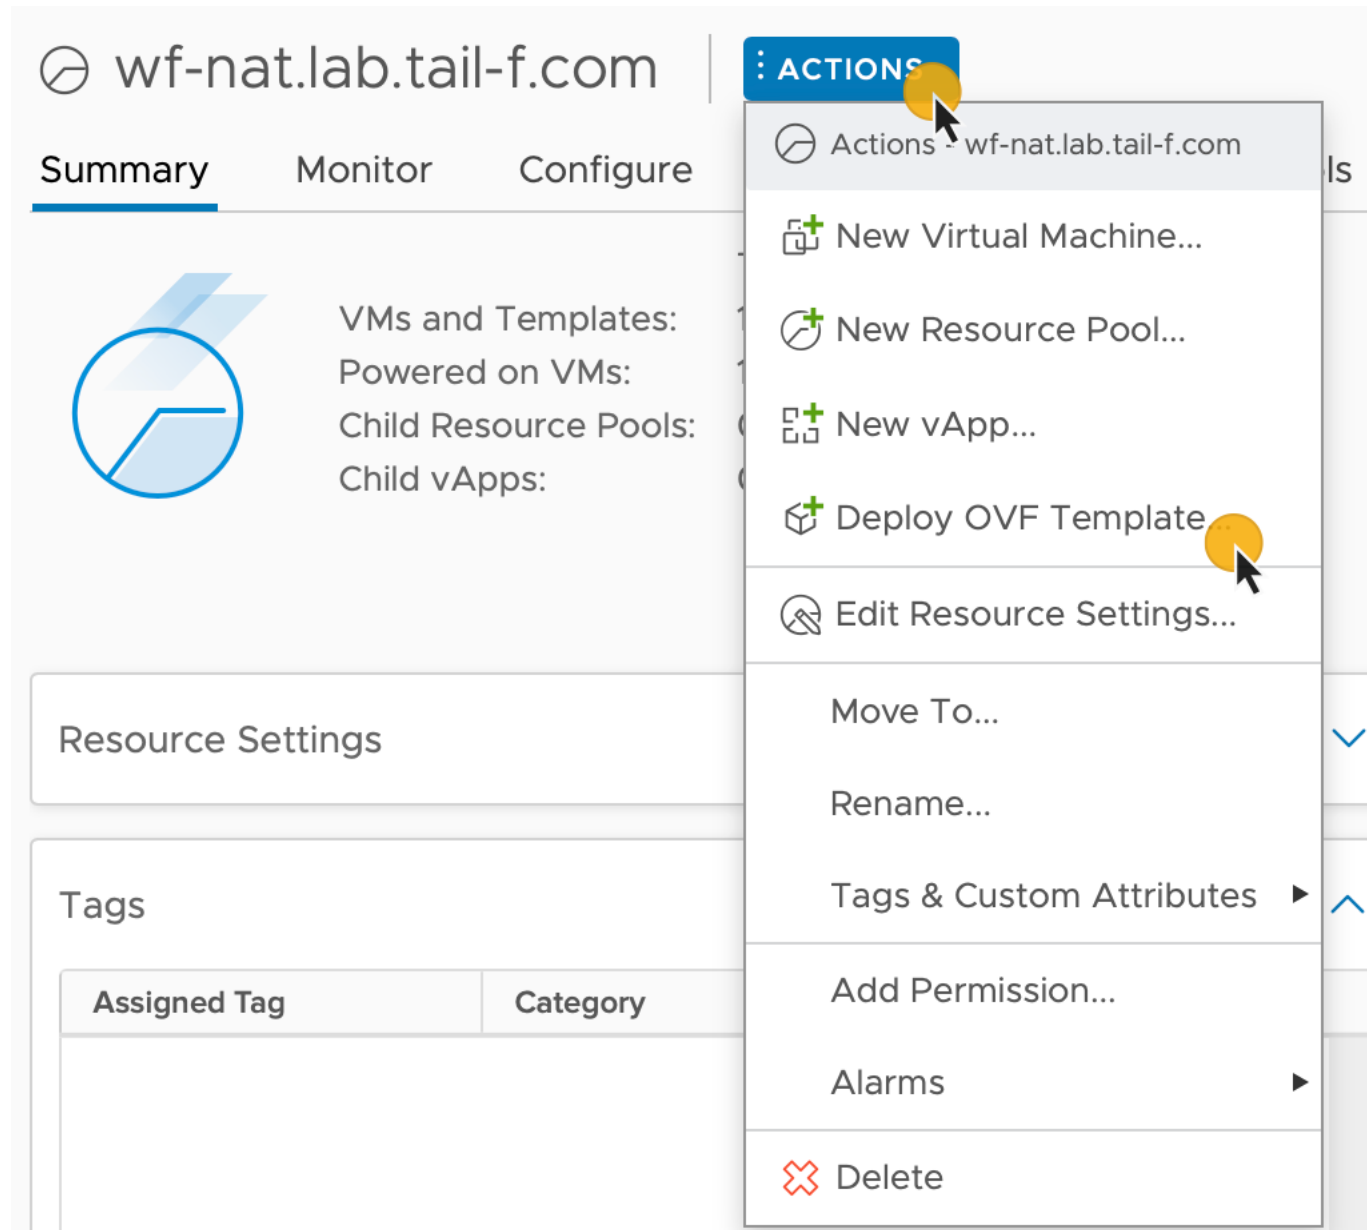 wf-nat.lab.tail-f.com
ACTIONS
Actions - wf-nat.lab.tail-f.com
Summary Monitor Configure ls
New Virtual Machine...
New Resource Pool...
New vApp...
Deploy OVF Template...
Edit Resource Settings...
Move To...
Rename...
Tags & Custom Attributes
Add Permission...
Alarms
Delete
VMs and Templates:
Powered on VMs:
Child Resource Pools:
Child vApps:
Resource Settings
Tags
Assigned Tag Category